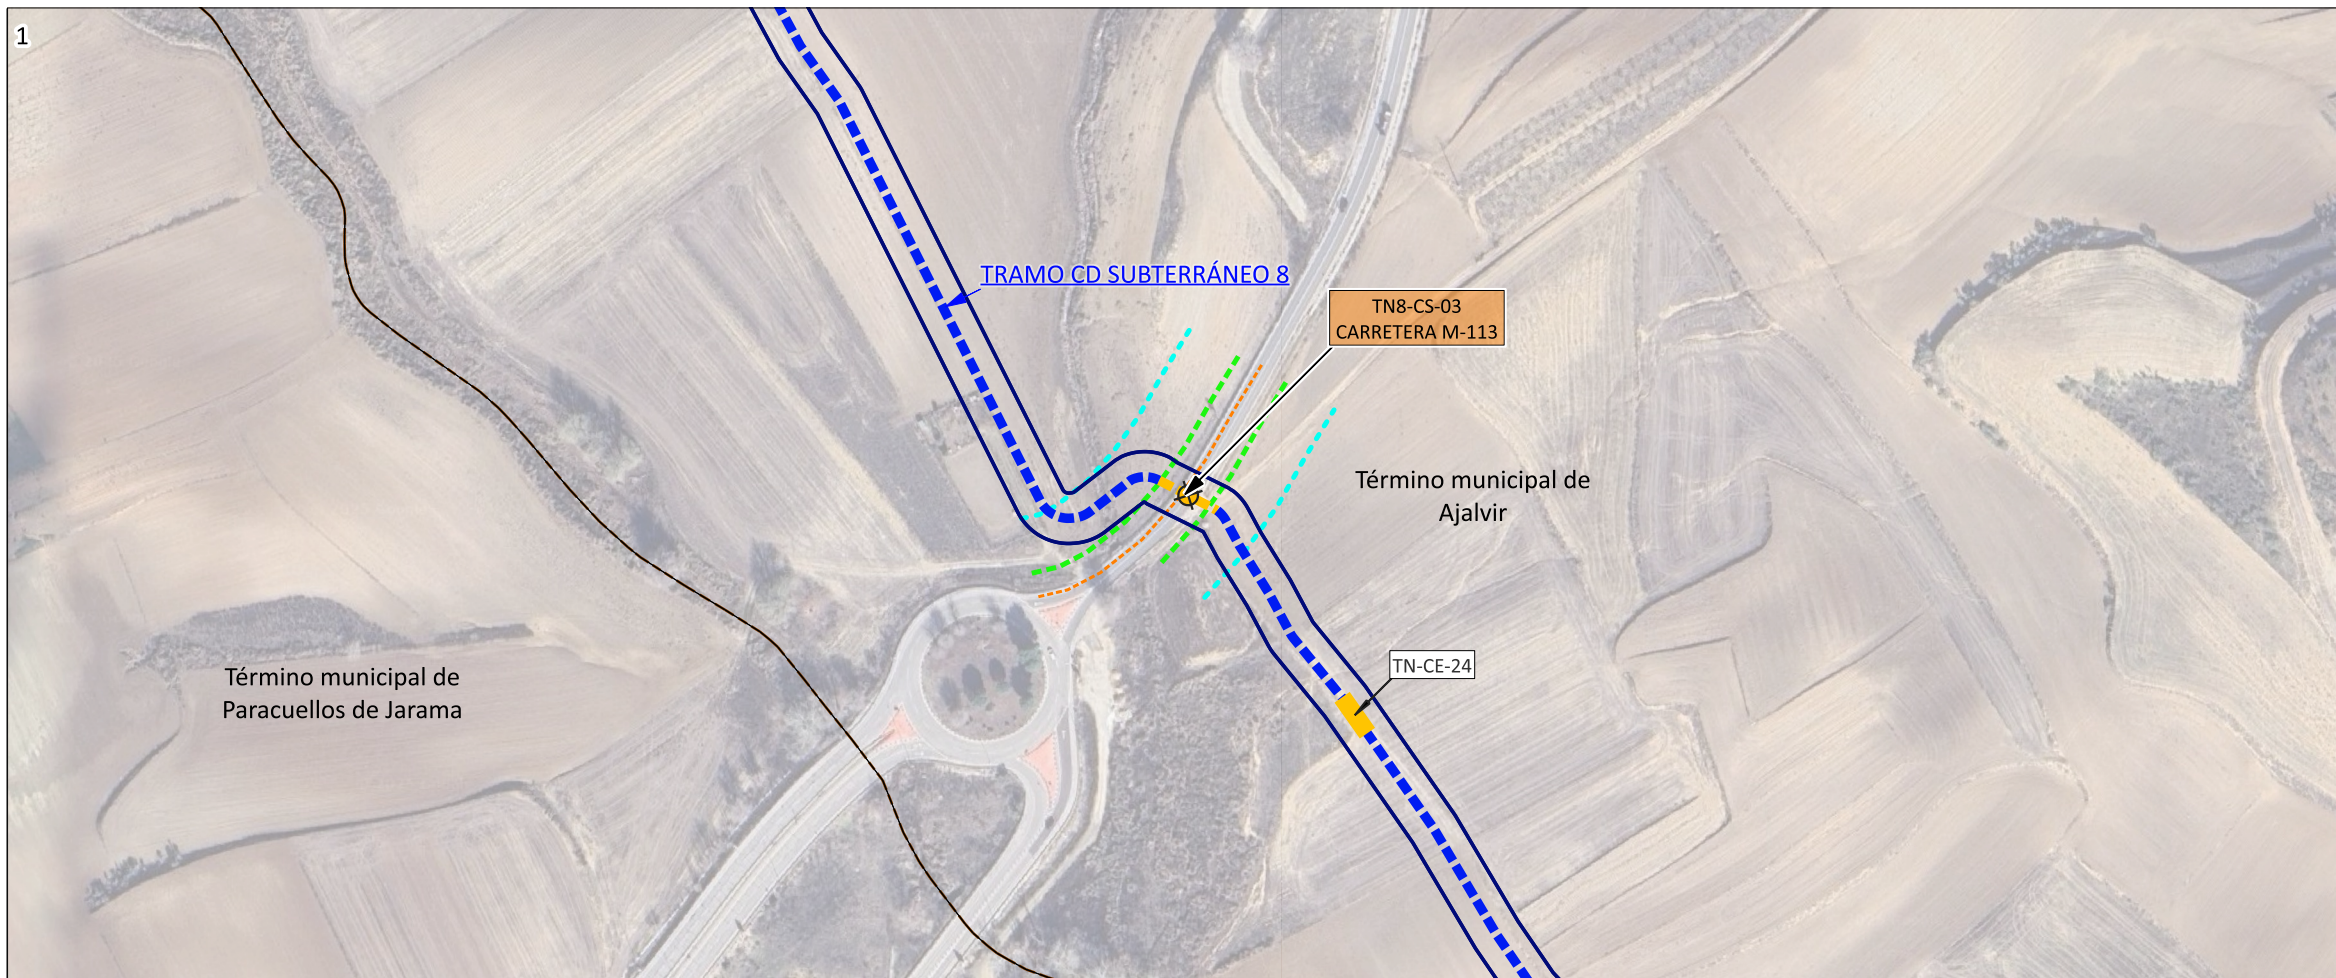 1
TRAMO CD SUBTERRÁNEO 8
TN8-CS-03
CARRETERA M-113
Término municipal de
Ajalvir
TN-CE-24
Término municipal de
Paracuellos de Jarama